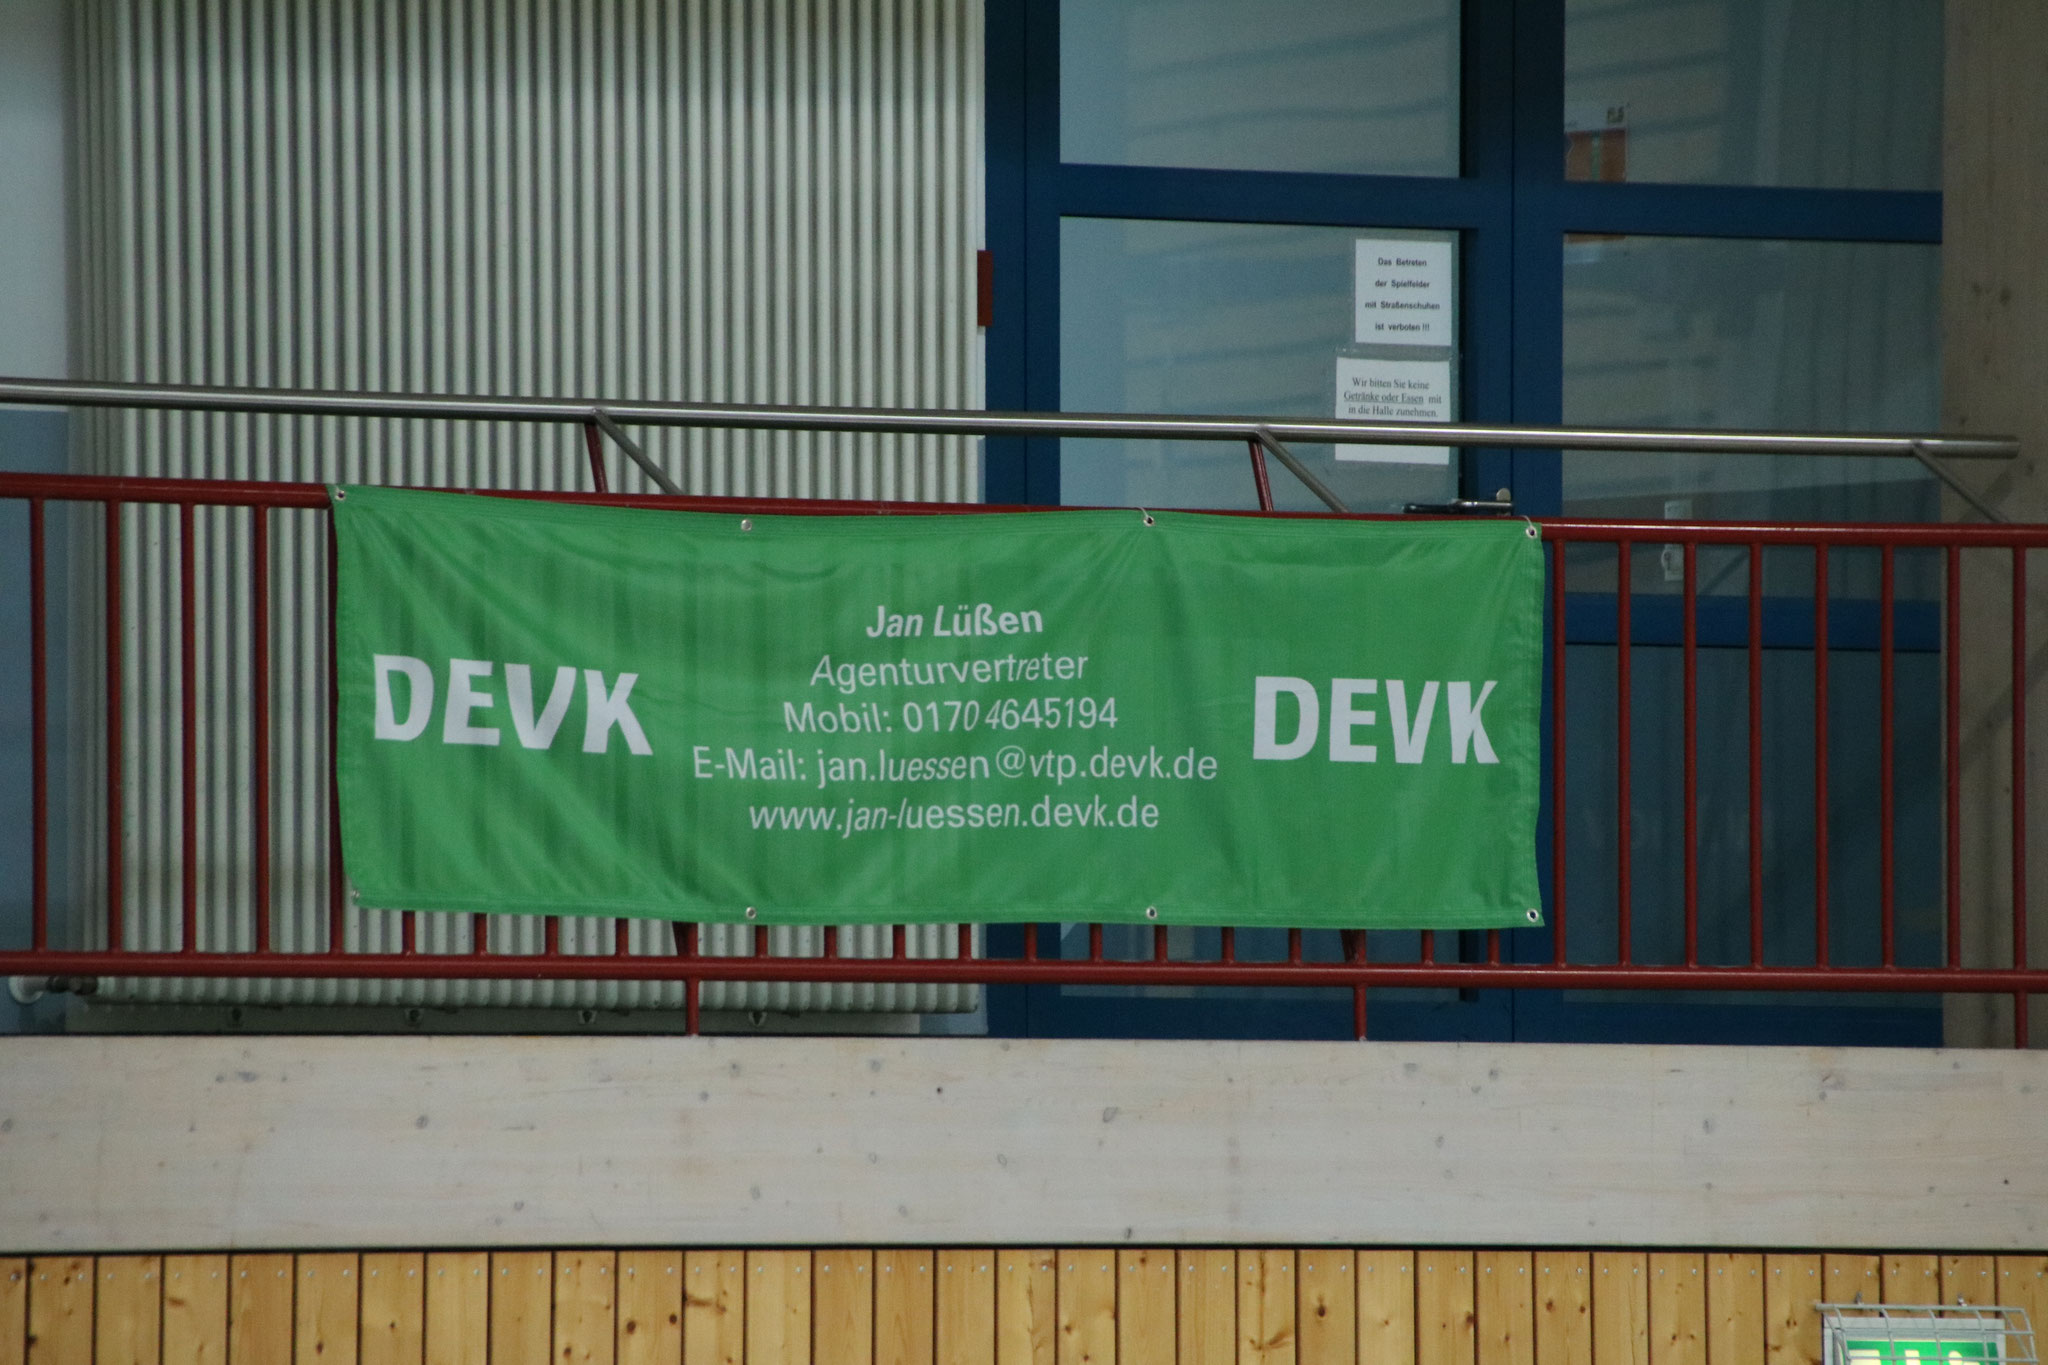 Das Betreten
der Spielfelder
mit Straßenschuhen
ist verboten !!!
Wir bitten Sie keine
Getränke oder Essen mit
in die Halle zunehmen.
DEVK
Jan Lüßen
Agenturvertreter
Mobil: 0170 4645194
E-Mail: jan.luessen@vtp.devk.de
www.jan-luessen.devk.de
DEVK